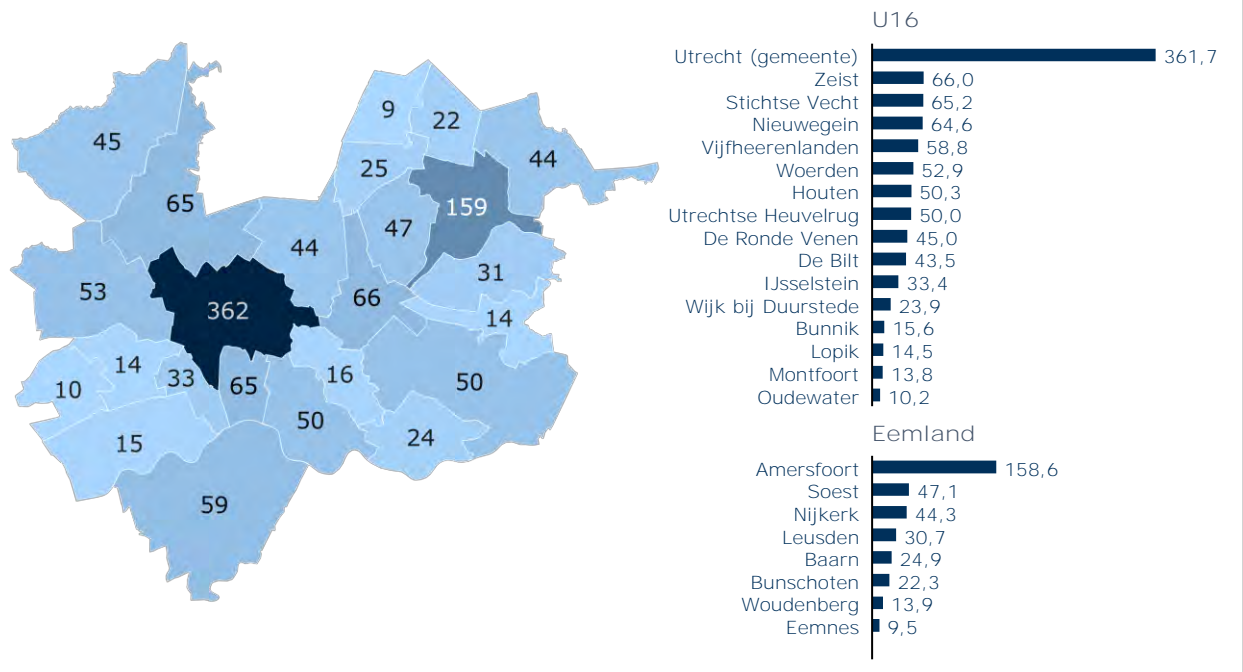 45
65
9
22
25
44
159
47
44
31
53
66
362
14
14
33
10
65
16
50
50
15
24
59
U16
Utrecht (gemeente) 361,7
Zeist 66,0
Stichtse Vecht 65,2
Nieuwegein 64,6
Vijfheerenlanden 58,8
Woerden 52,9
Houten 50,3
Utrechtse Heuvelrug 50,0
De Ronde Venen 45,0
De Bilt 43,5
IJsselstein 33,4
Wijk bij Duurstede 23,9
Bunnik 15,6
Lopik 14,5
Montfoort 13,8
Oudewater 10,2
Eemland
Amersfoort 158,6
Soest 47,1
Nijkerk 44,3
Leusden 30,7
Baarn 24,9
Bunschoten 22,3
Woudenberg 13,9
Eemnes 9,5